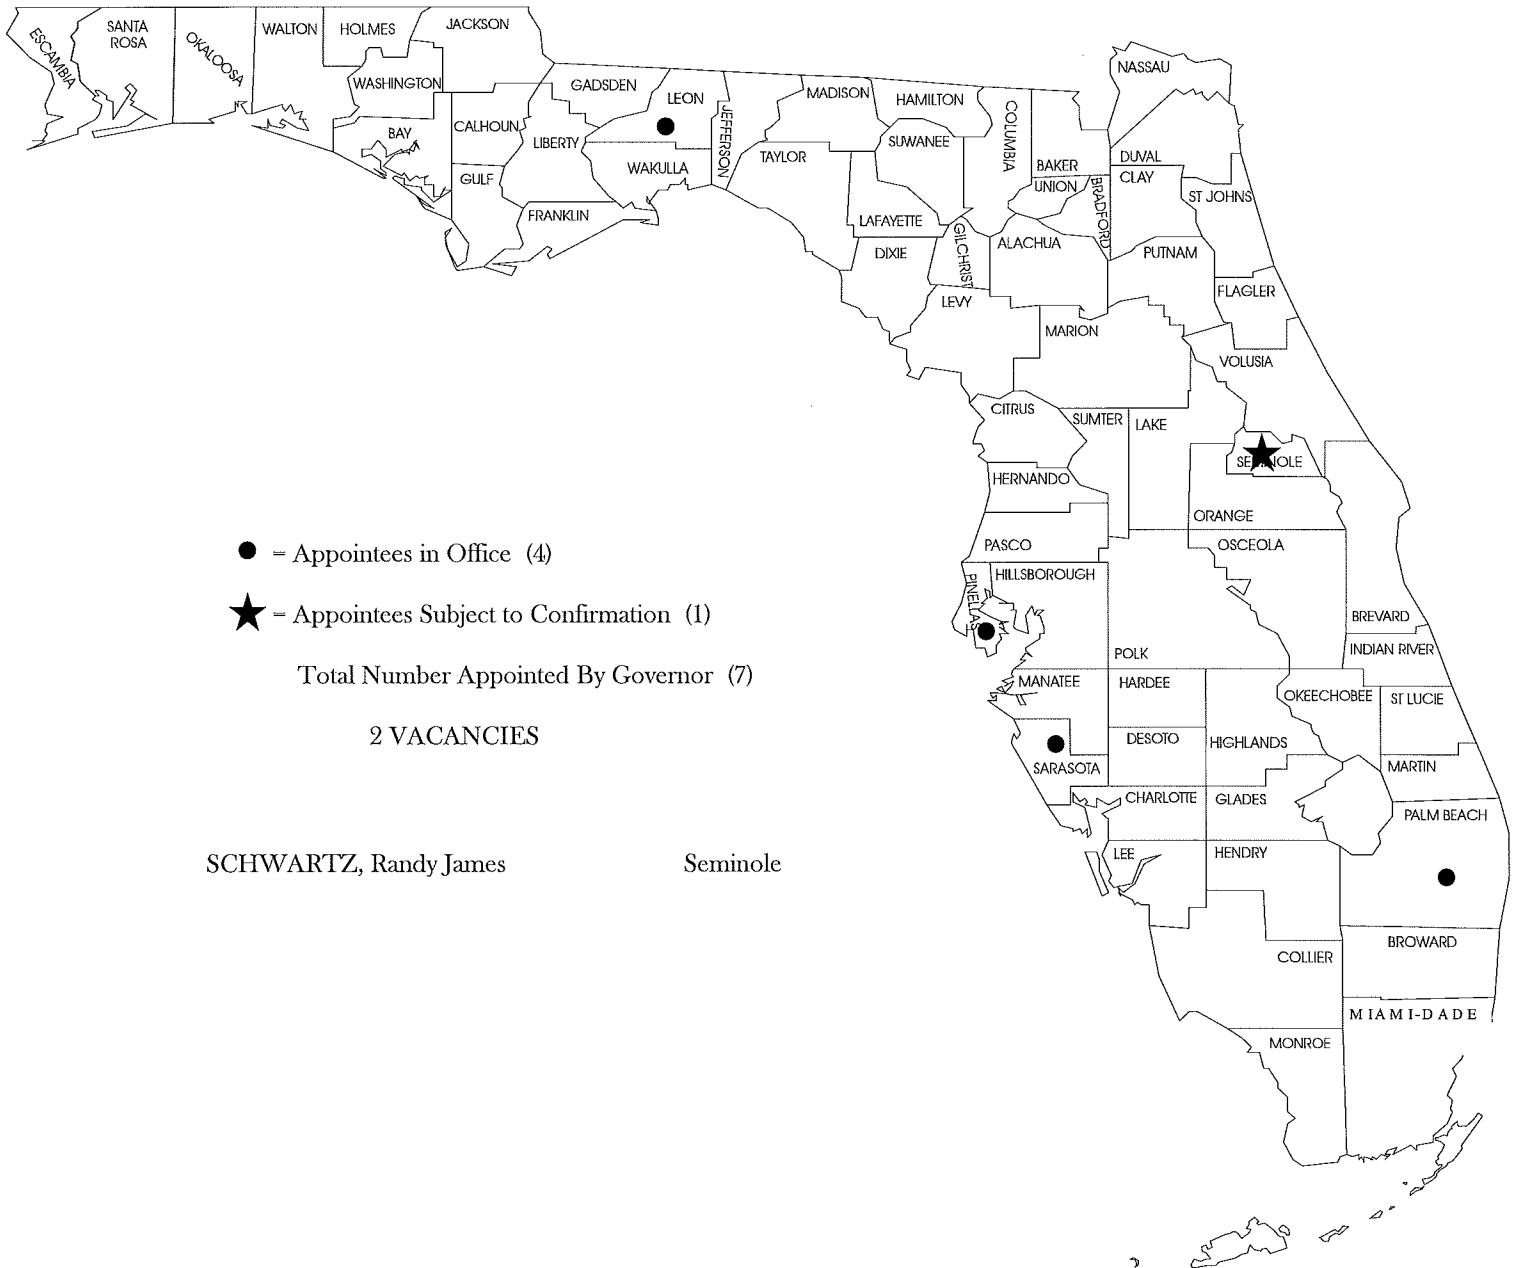 ESCAMBIA
SANTA
ROSA
OKALOOSA
WALTON
HOLMES
JACKSON
WASHINGTON
BAY
CALHOUN
GULF
LIBERTY
GADSDEN
LEON
JEFFERSON
WAKULLA
FRANKLIN
MADISON
TAYLOR
HAMILTON
SUWANEE
LAFAYETTE
DIXIE
COLUMBIA
GILCHRIST
BAKER
UNION
BRADFORD
ALACHUA
LEVY
NASSAU
DUVAL
CLAY
ST JOHNS
PUTNAM
FLAGLER
MARION
VOLUSIA
CITRUS
SUMTER
LAKE
SEMINOLE
HERNANDO
ORANGE
PASCO
OSCEOLA
PINELLAS
HILLSBOROUGH
POLK
BREVARD
INDIAN RIVER
MANATEE
HARDEE
OKEECHOBEE
ST LUCIE
DESOTO
HIGHLANDS
SARASOTA
MARTIN
CHARLOTTE
GLADES
PALM BEACH
LEE
HENDRY
BROWARD
COLLIER
MIAMI-DADE
MONROE
= Appointees in Office (4)
= Appointees Subject to Confirmation (1)
Total Number Appointed By Governor (7)
2 VACANCIES
SCHWARTZ, Randy James Seminole